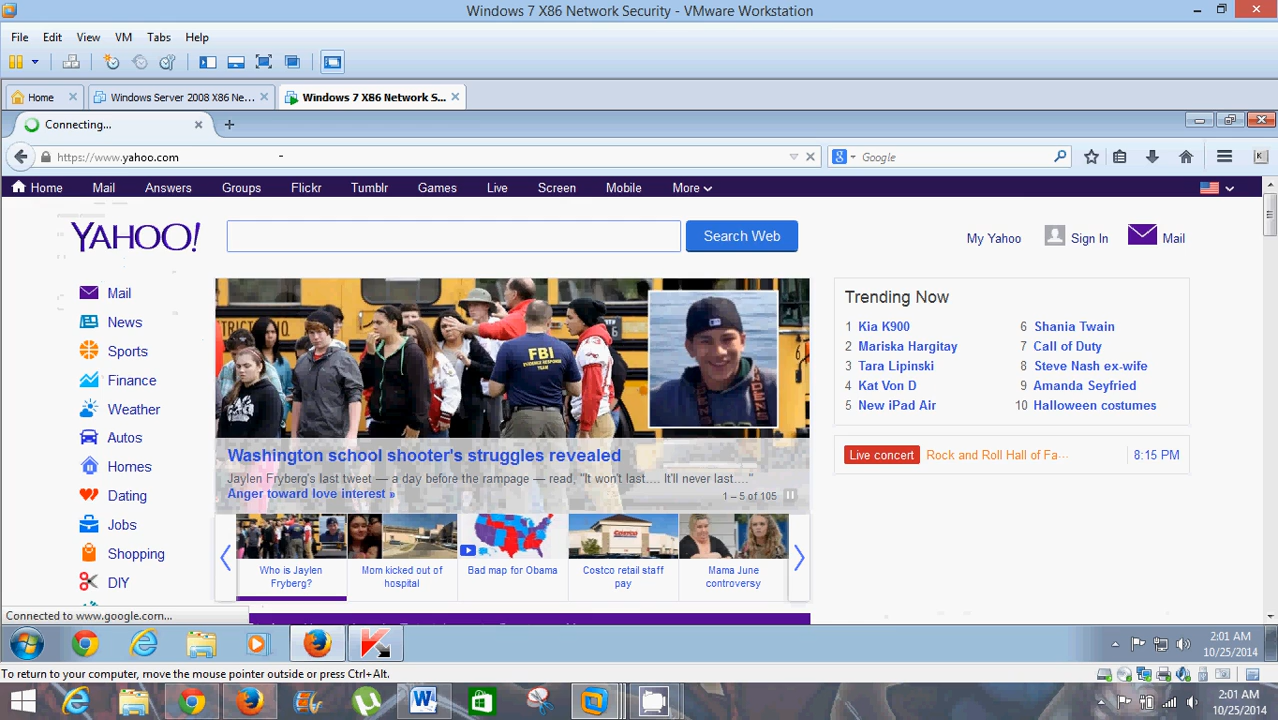 Windows 7 X86 Network Security - VMware Workstation
File Edit View VM Tabs Help
Home Windows Server 2008 X86 Ne... Windows 7 X86 Network S...
Connecting...
https://www.yahoo.com Google
Home Mail Answers Groups Flickr Tumblr Games Live Screen Mobile More
YAHOO! Search Web My Yahoo Sign In Mail
Mail
News
Sports
Finance
Weather
Autos
Homes
Dating
Jobs
Shopping
DIY
FBI
Washington school shooter's struggles revealed
Jaylen Fryberg's last tweet — a day before the rampage — read, "It won't last.... It'll never last...."
Anger toward love interest »
1 – 5 of 105
Who is Jaylen Fryberg?
Mom kicked out of hospital
Bad map for Obama
Costco retail staff pay
Mama June controversy
Trending Now
1 Kia K900
2 Mariska Hargitay
3 Tara Lipinski
4 Kat Von D
5 New iPad Air
6 Shania Twain
7 Call of Duty
8 Steve Nash ex-wife
9 Amanda Seyfried
10 Halloween costumes
Live concert Rock and Roll Hall of Fa··· 8:15 PM
Connected to www.google.com...
2:01 AM
10/25/2014
To return to your computer, move the mouse pointer outside or press Ctrl+Alt.
2:01 AM
10/25/2014